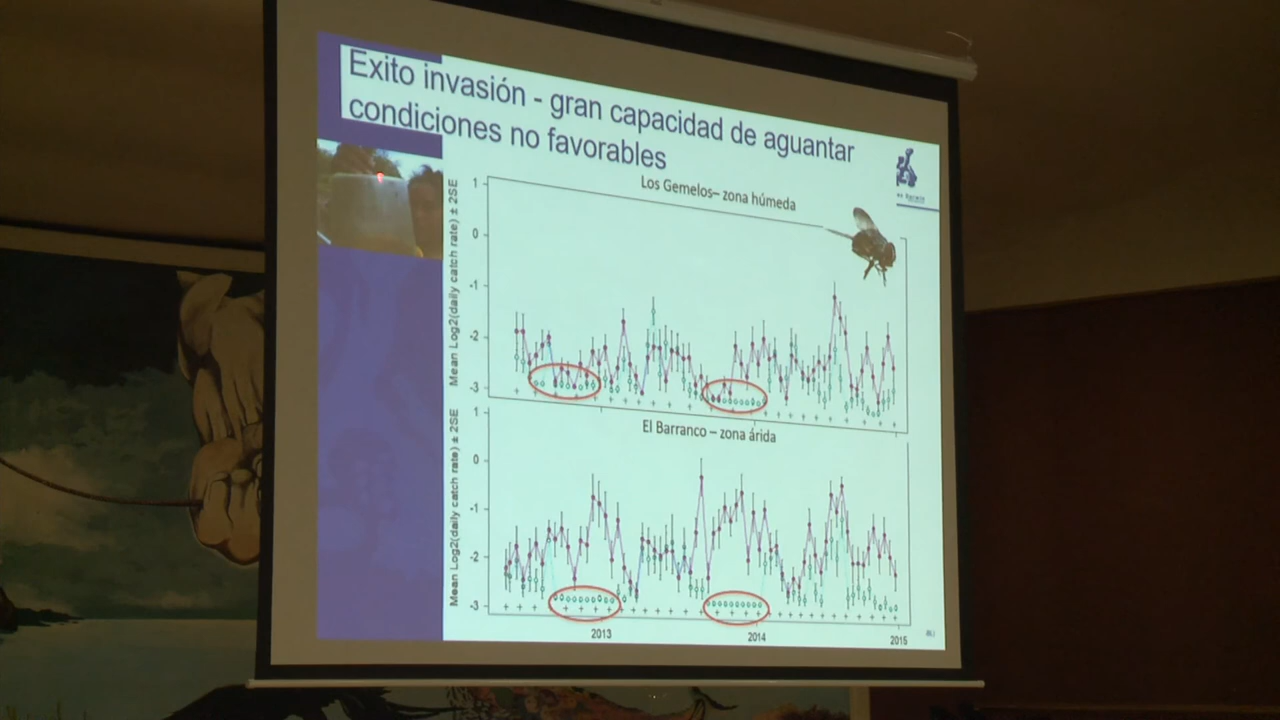 Exito invasión - gran capacidad de aguantar
condiciones no favorables
Los Gemelos– zona húmeda
Mean Log2(daily catch rate) ± 2SE
1
0
-1
-2
-3
El Barranco – zona árida
Mean Log2(daily catch rate) ± 2SE
1
0
-1
-2
-3
2013
2014
2015